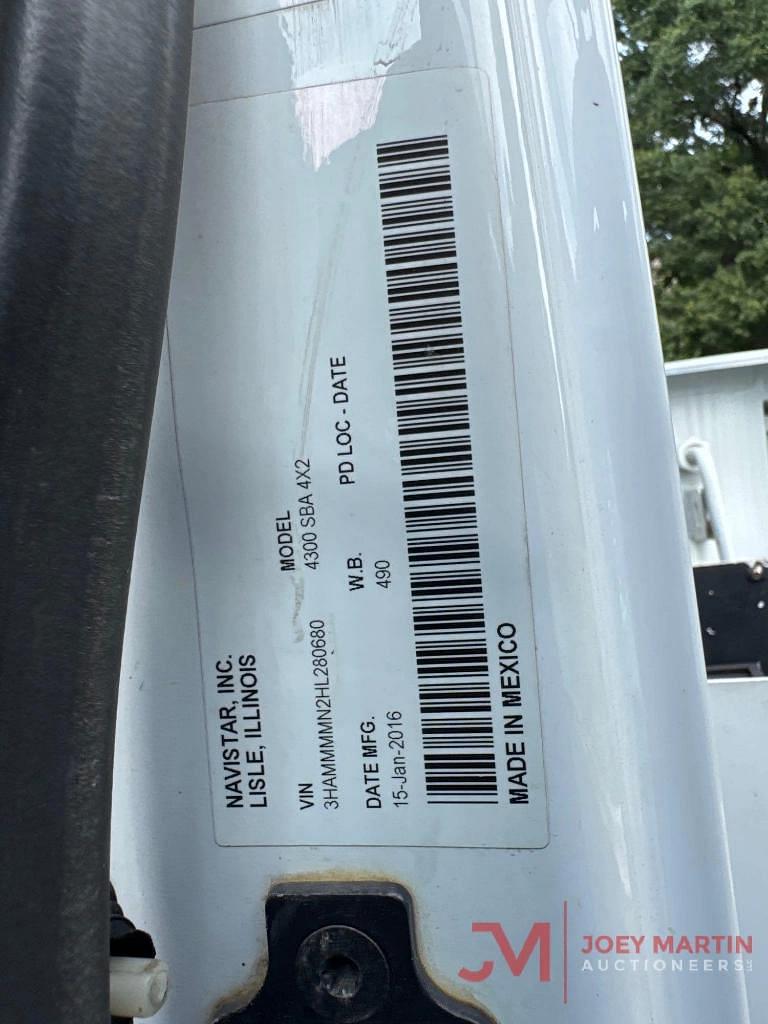 NAVISTAR, INC.
LISLE, ILLINOIS
VIN
MODEL
3HAMMMMN2HL280680
4300 SBA 4X2
DATE MFG.
W.B.
PD LOC - DATE
15-Jan-2016
490
MADE IN MEXICO
JM
JOEY MARTIN
AUCTIONEERS LLC